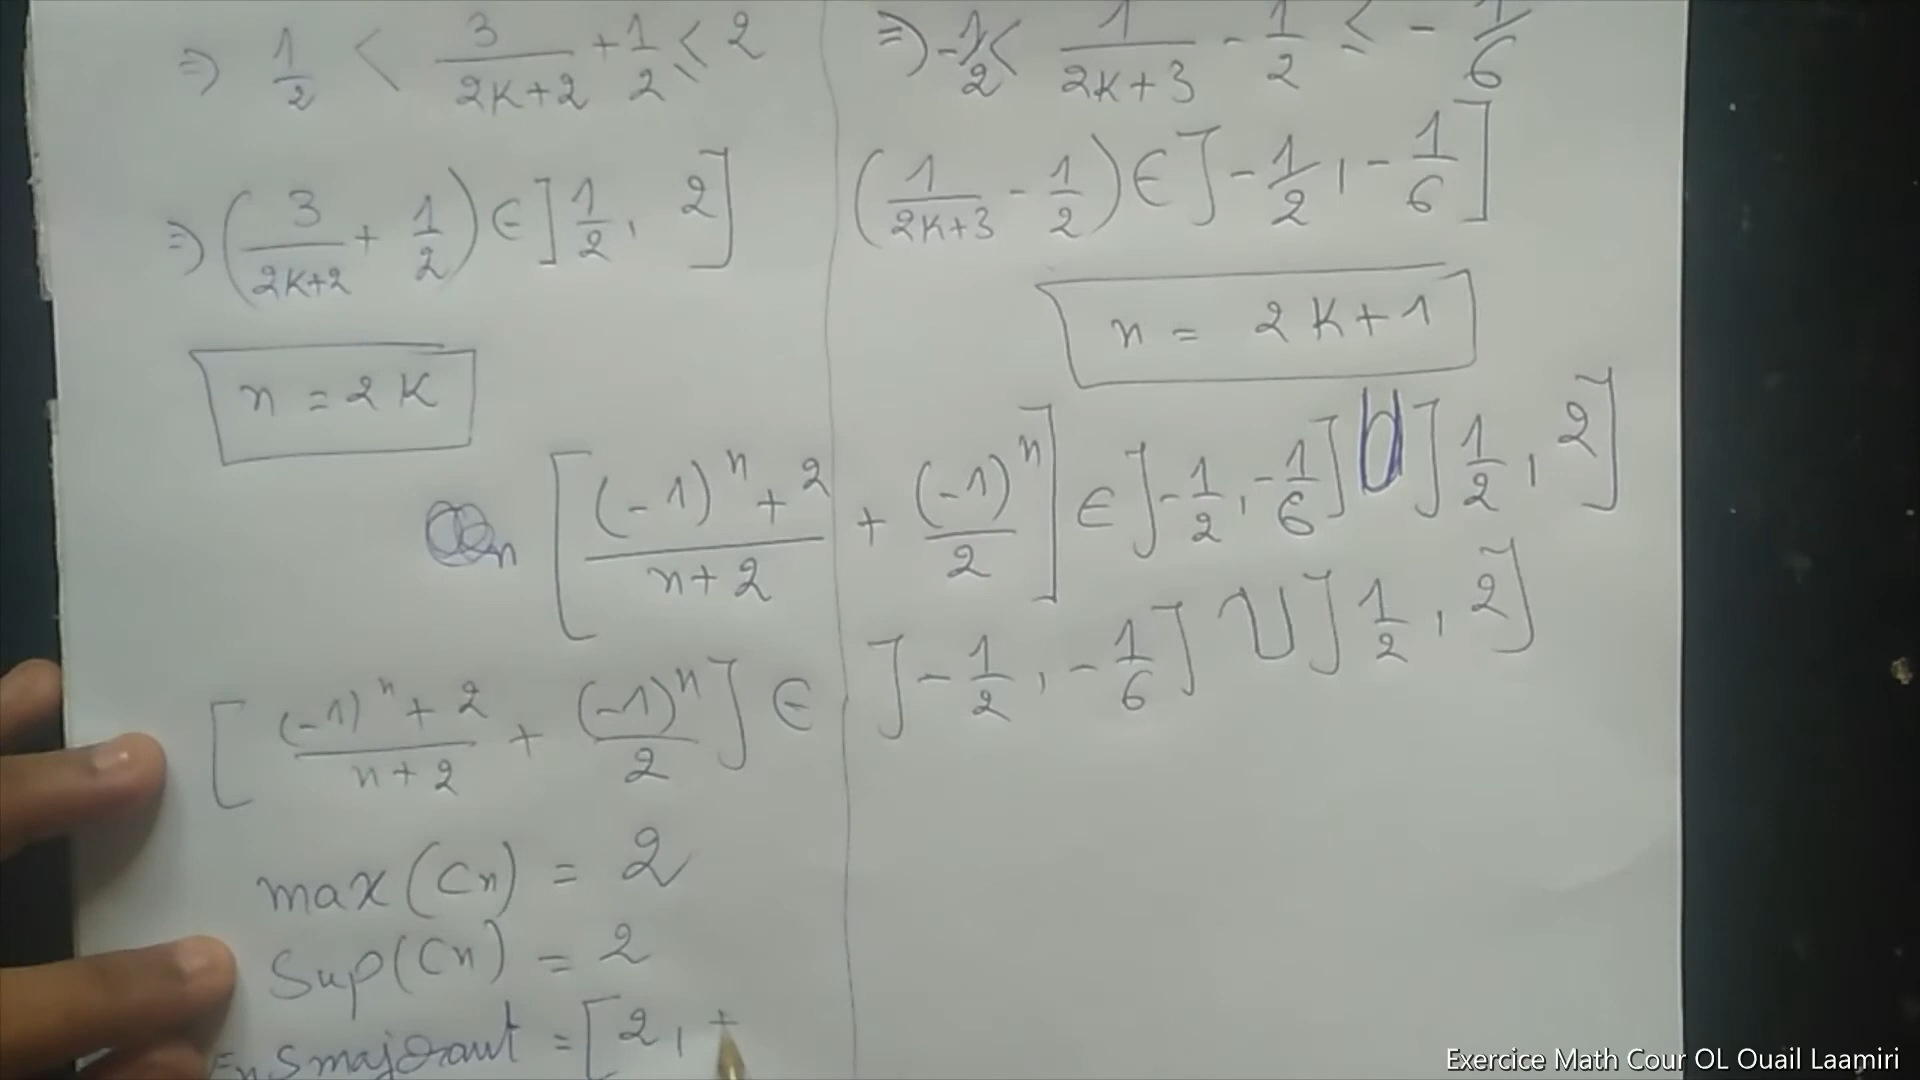 ⇒ 1/2 < 3/(2K+2) + 1/2 ≤ 2
⇒ (3/(2K+2) + 1/2) ∈ ]1/2, 2]
n = 2K
⇒ -1/2 < 1/(2K+3) - 1/2 ≤ - 1/6
(1/(2K+3) - 1/2) ∈ ]-1/2, -1/6]
n = 2K+1
[((-1)^n + 2)/(n+2) + (-1)^n/2] ∈ ]-1/2, -1/6] U ]1/2, 2]
[((-1)^n + 2)/(n+2) + (-1)^n/2] ∈ ]-1/2, -1/6] U ]1/2, 2]
max(Cn) = 2
Sup(Cn) = 2
Ens majorant = [2, +
Exercice Math Cour OL Ouail Laamiri